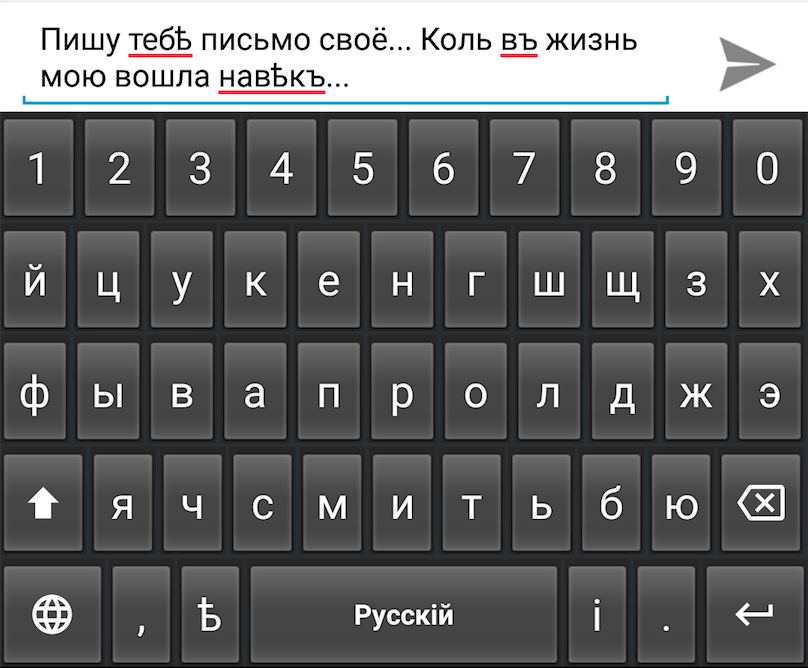 Пишу тебѣ письмо своё... Коль въ жизнь
мою вошла навѣкъ...
1 2 3 4 5 6 7 8 9 0
й ц у к е н г ш щ з х
ф ы в а п р о л д ж э
я ч с м и т ь б ю
, ѣ Русскій і .